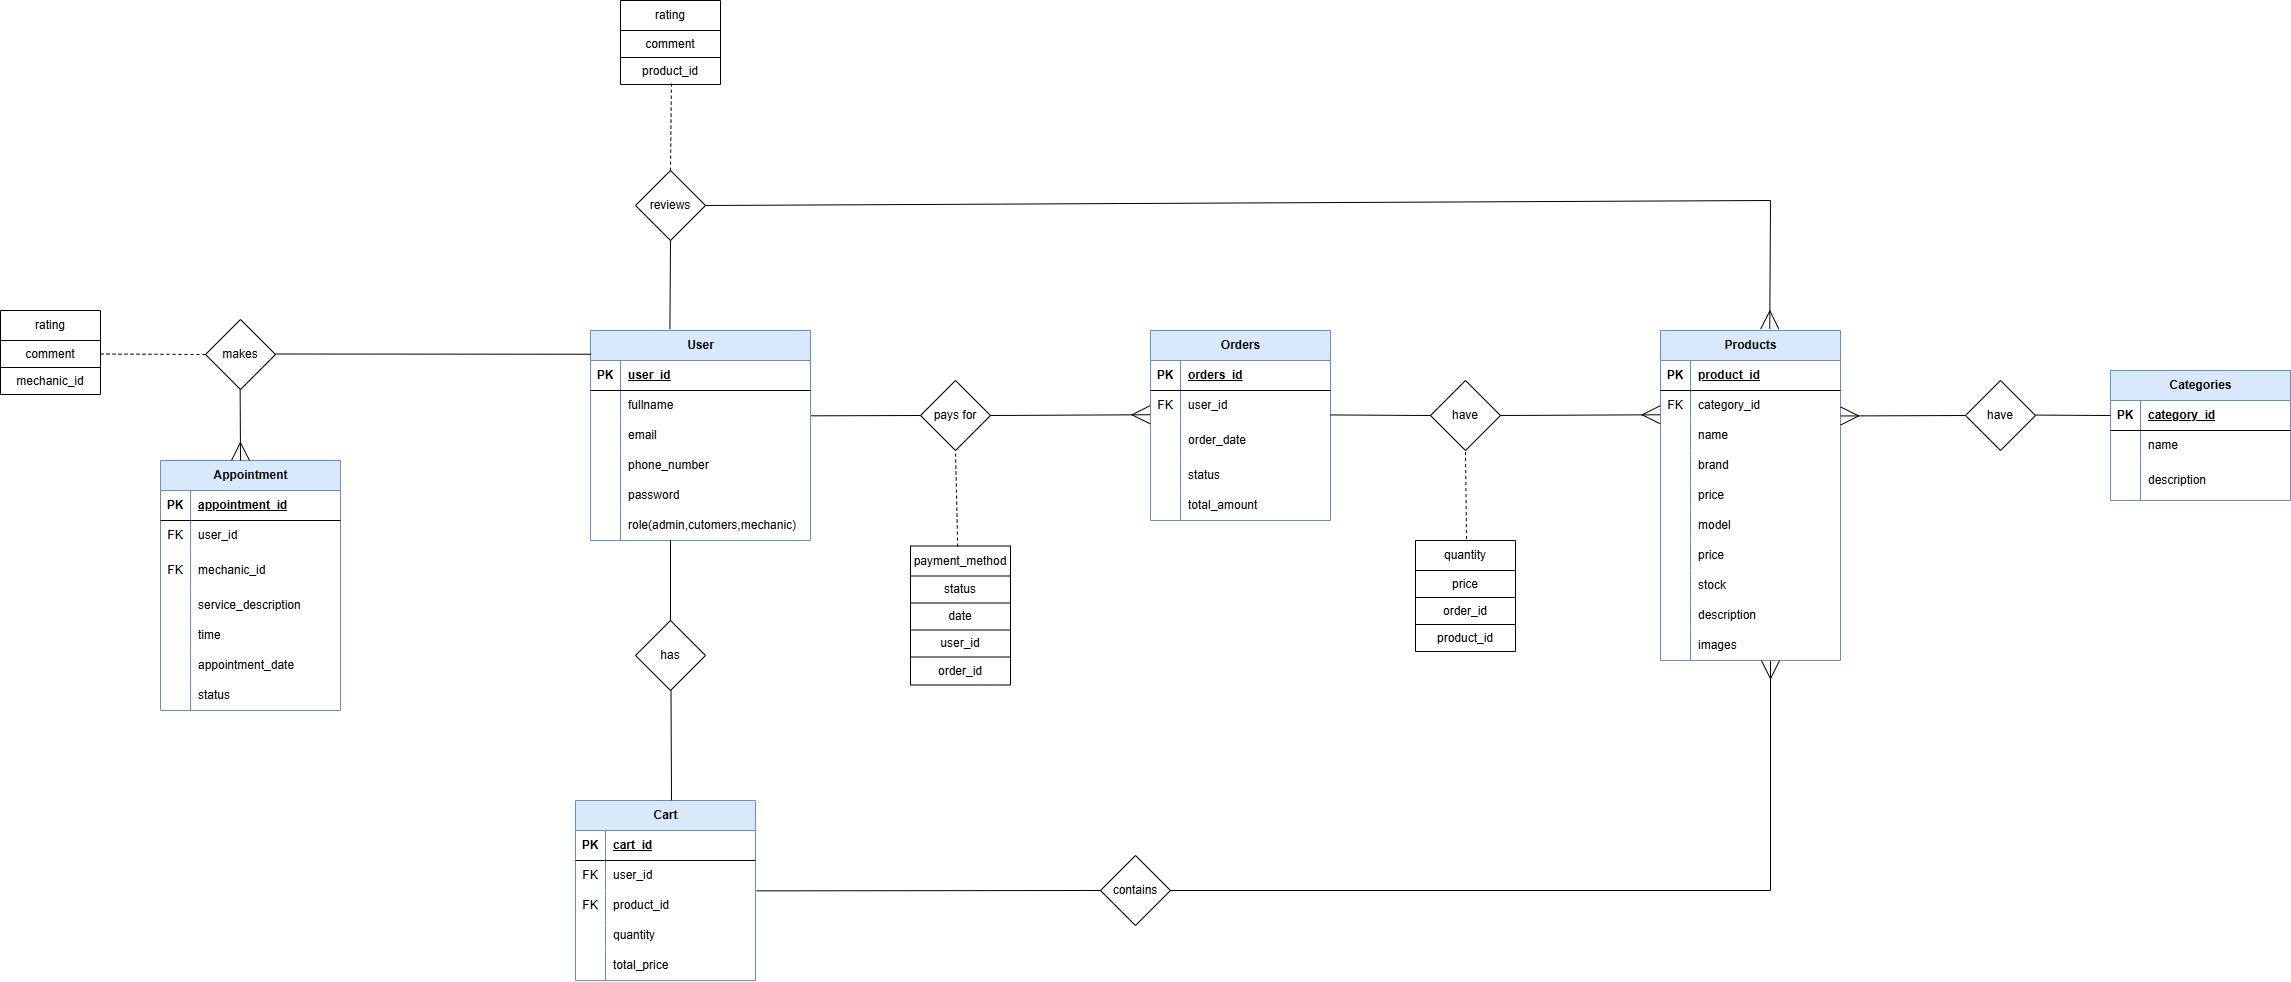 rating
comment
product_id
reviews
rating
comment
mechanic_id
makes
User
PK user_id
fullname
email
phone_number
password
role(admin,cutomers,mechanic)
pays for
payment_method
status
date
user_id
order_id
Orders
PK orders_id
FK user_id
order_date
status
total_amount
have
quantity
price
order_id
product_id
Products
PK product_id
FK category_id
name
brand
price
model
price
stock
description
images
have
Categories
PK category_id
name
description
Appointment
PK appointment_id
FK user_id
FK mechanic_id
service_description
time
appointment_date
status
has
Cart
PK cart_id
FK user_id
FK product_id
quantity
total_price
contains